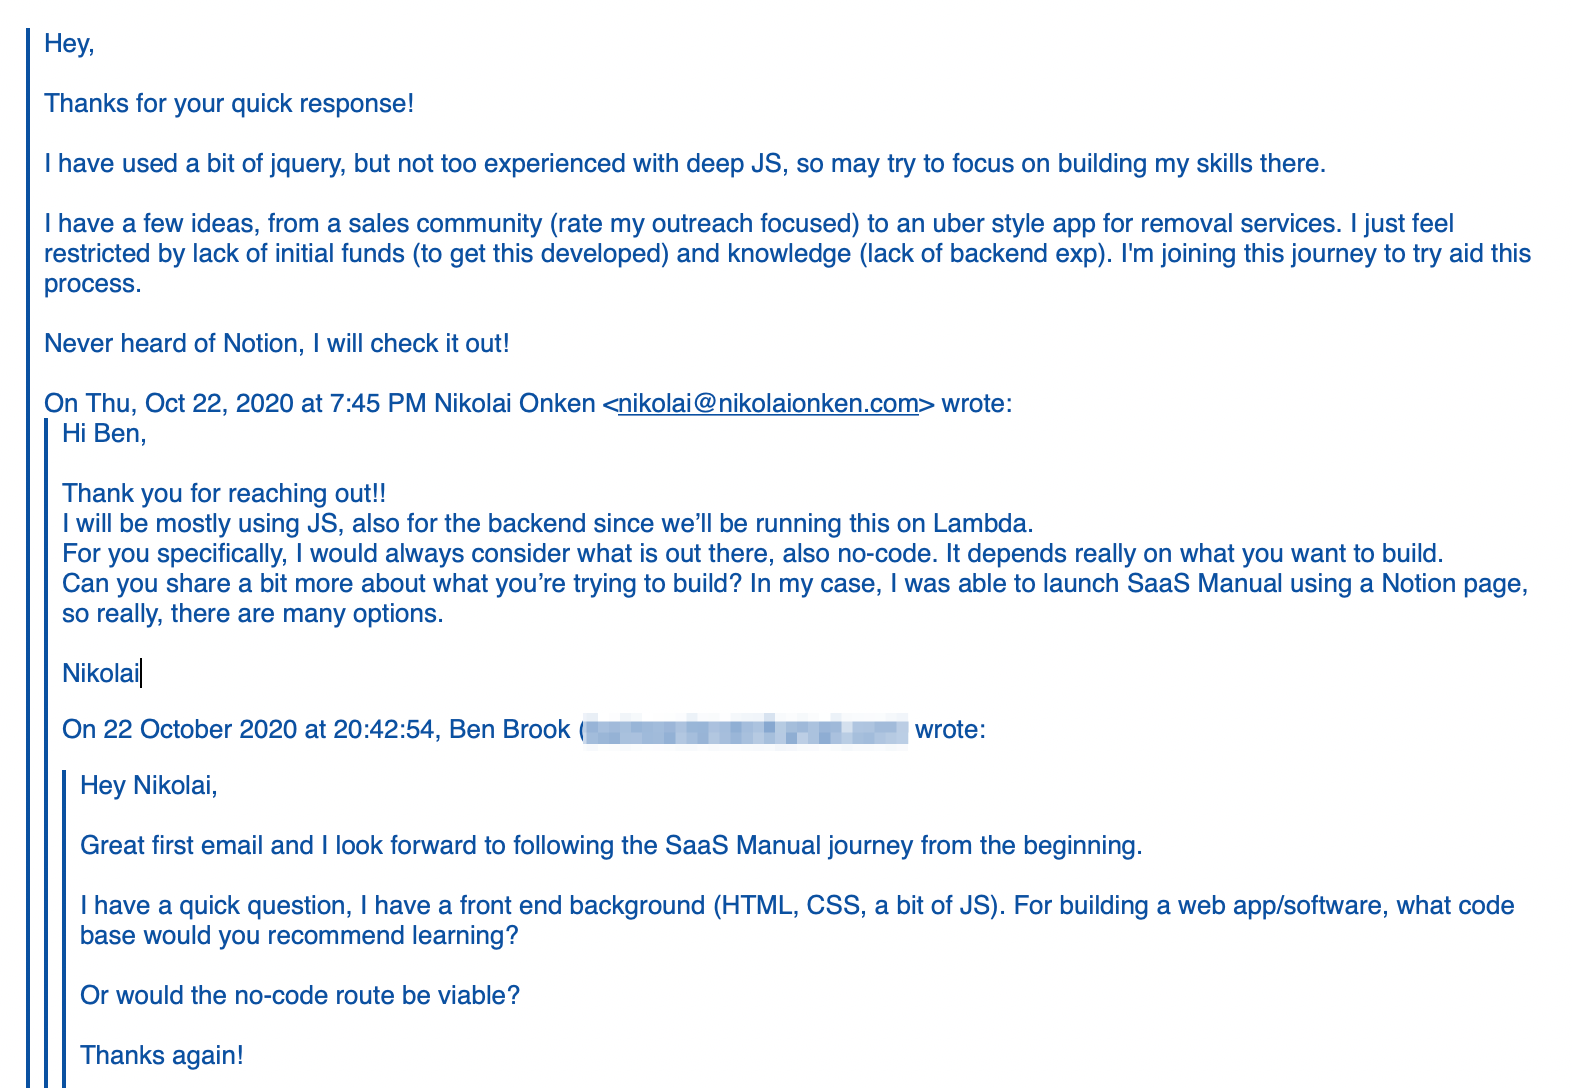 Hey,
Thanks for your quick response!
I have used a bit of jquery, but not too experienced with deep JS, so may try to focus on building my skills there.
I have a few ideas, from a sales community (rate my outreach focused) to an uber style app for removal services. I just feel
restricted by lack of initial funds (to get this developed) and knowledge (lack of backend exp). I'm joining this journey to try aid this
process.
Never heard of Notion, I will check it out!
On Thu, Oct 22, 2020 at 7:45 PM Nikolai Onken <nikolai@nikolaionken.com> wrote:
Hi Ben,
Thank you for reaching out!!
I will be mostly using JS, also for the backend since we’ll be running this on Lambda.
For you specifically, I would always consider what is out there, also no-code. It depends really on what you want to build.
Can you share a bit more about what you’re trying to build? In my case, I was able to launch SaaS Manual using a Notion page,
so really, there are many options.
Nikolai
On 22 October 2020 at 20:42:54, Ben Brook ( wrote:
Hey Nikolai,
Great first email and I look forward to following the SaaS Manual journey from the beginning.
I have a quick question, I have a front end background (HTML, CSS, a bit of JS). For building a web app/software, what code
base would you recommend learning?
Or would the no-code route be viable?
Thanks again!